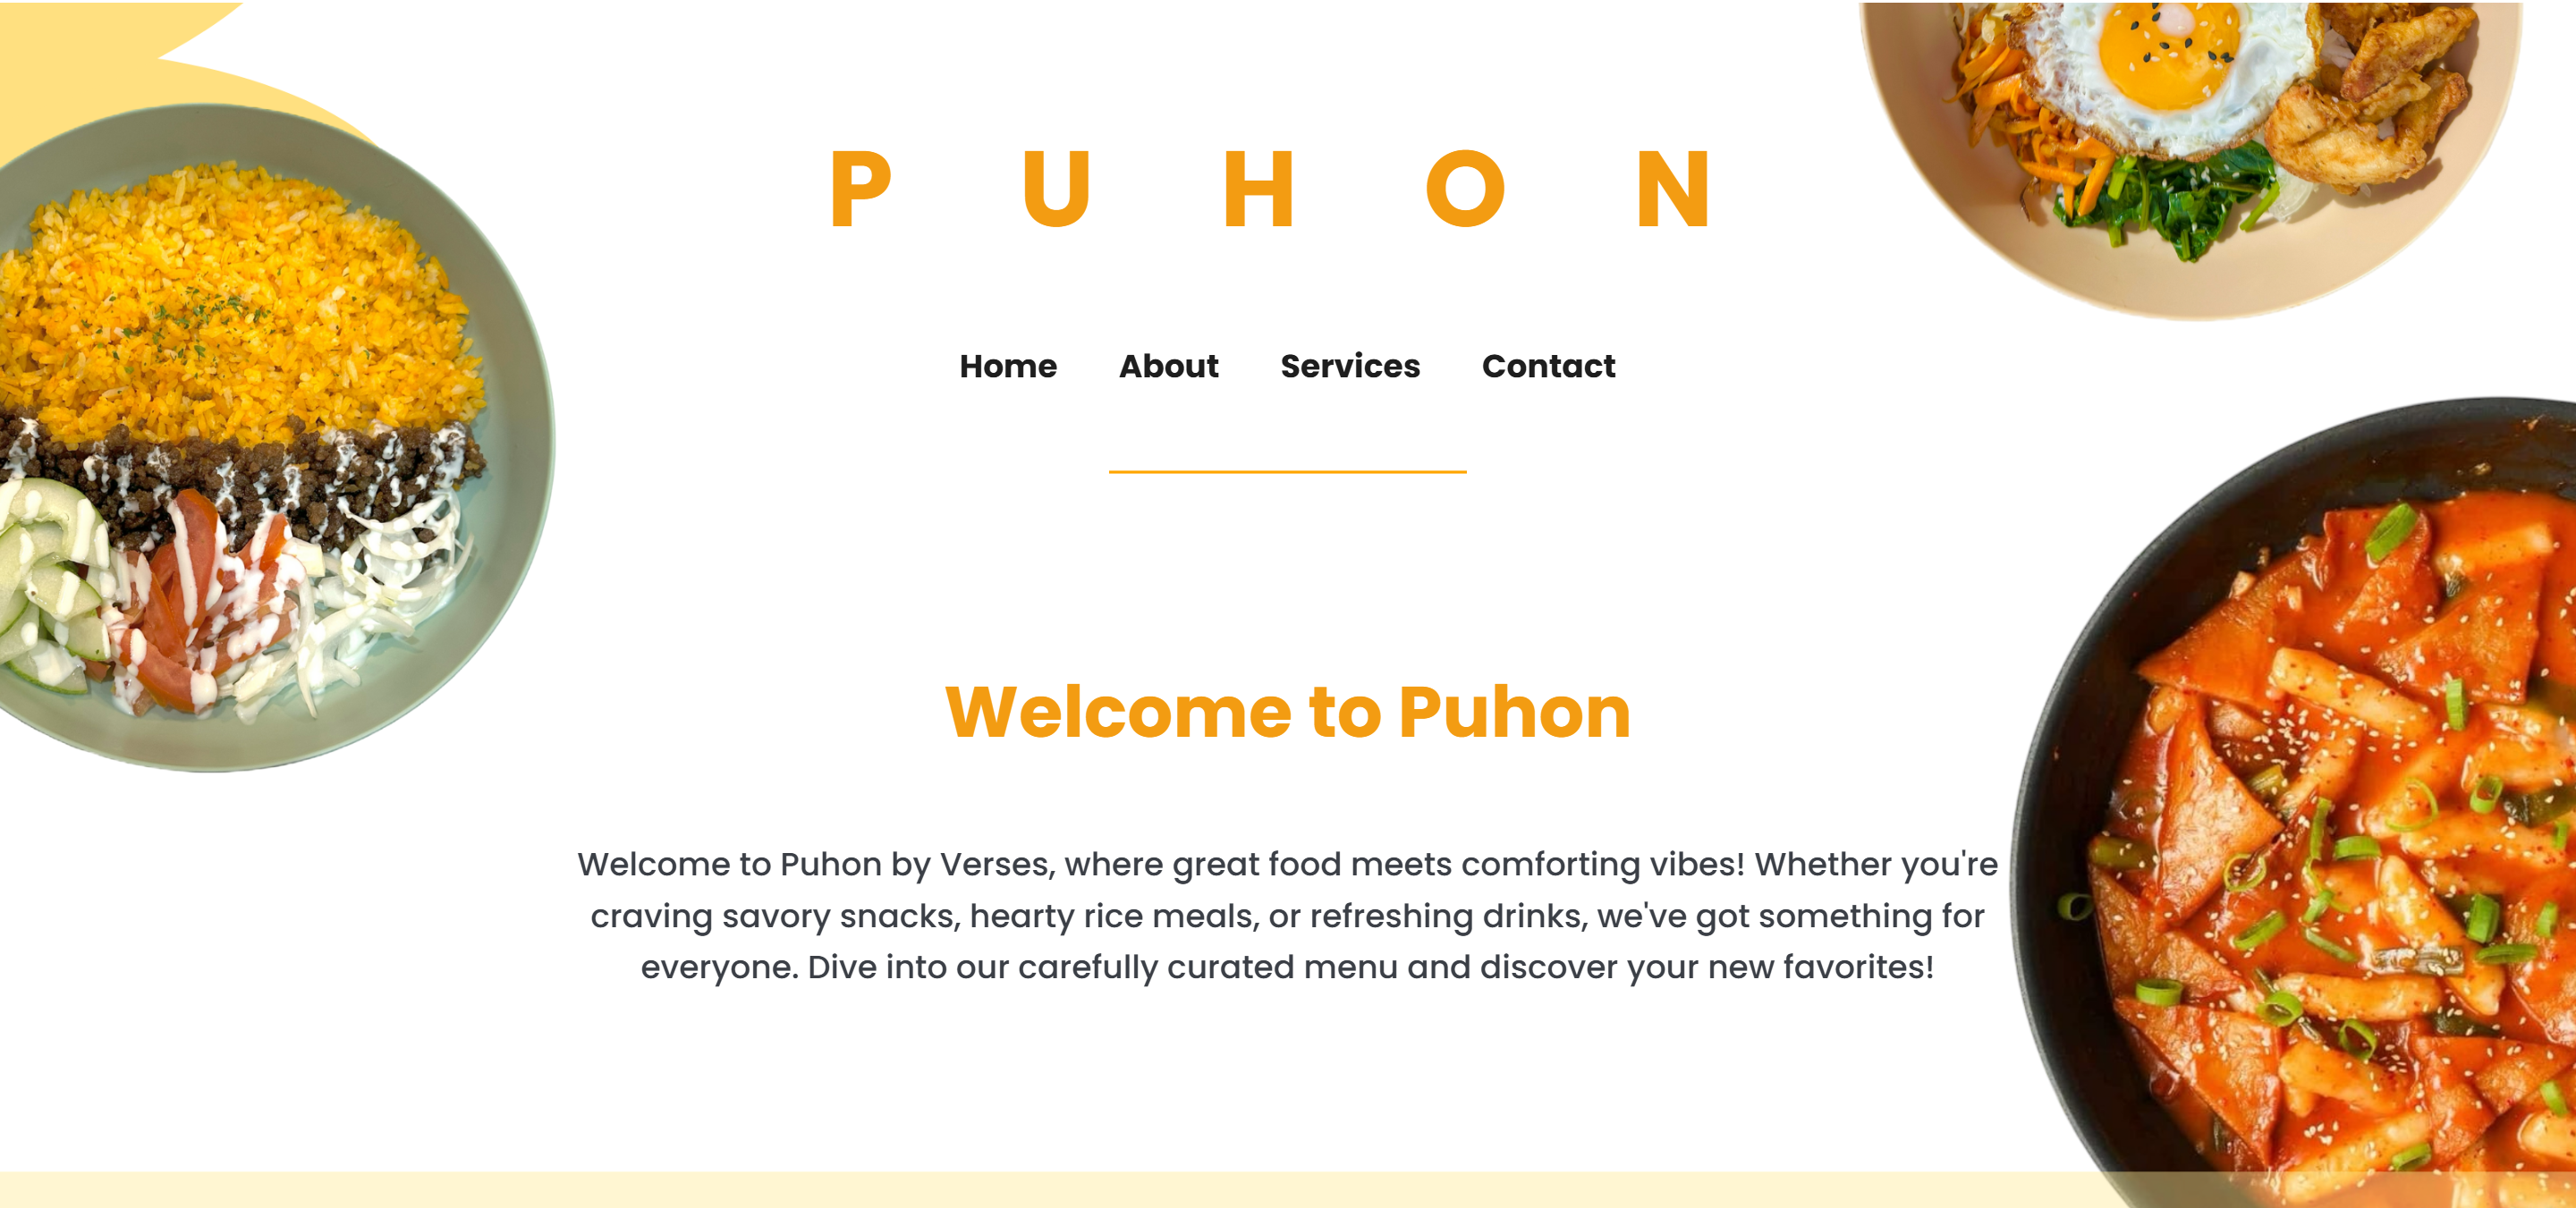 PUHON
Home About Services Contact
Welcome to Puhon
Welcome to Puhon by Verses, where great food meets comforting vibes! Whether you're
craving savory snacks, hearty rice meals, or refreshing drinks, we've got something for
everyone. Dive into our carefully curated menu and discover your new favorites!